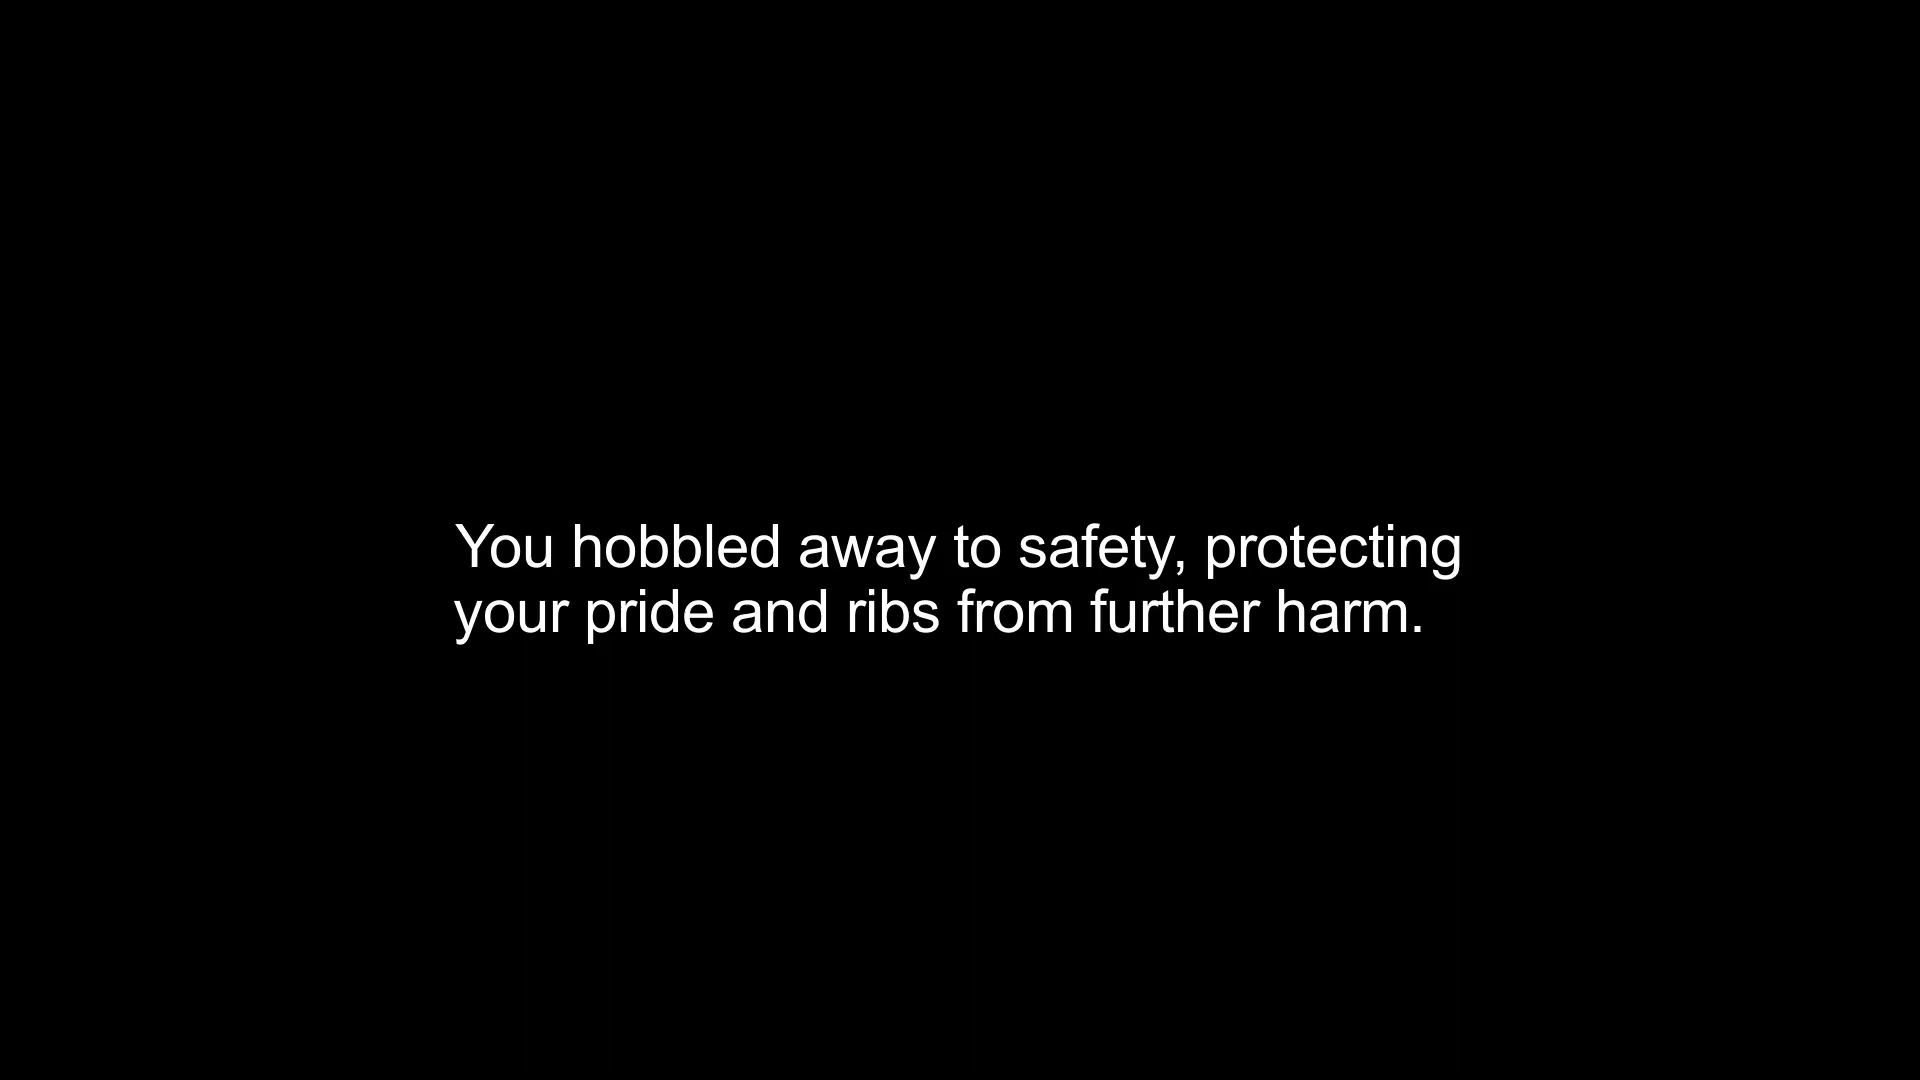 You hobbled away to safety, protecting
your pride and ribs from further harm.